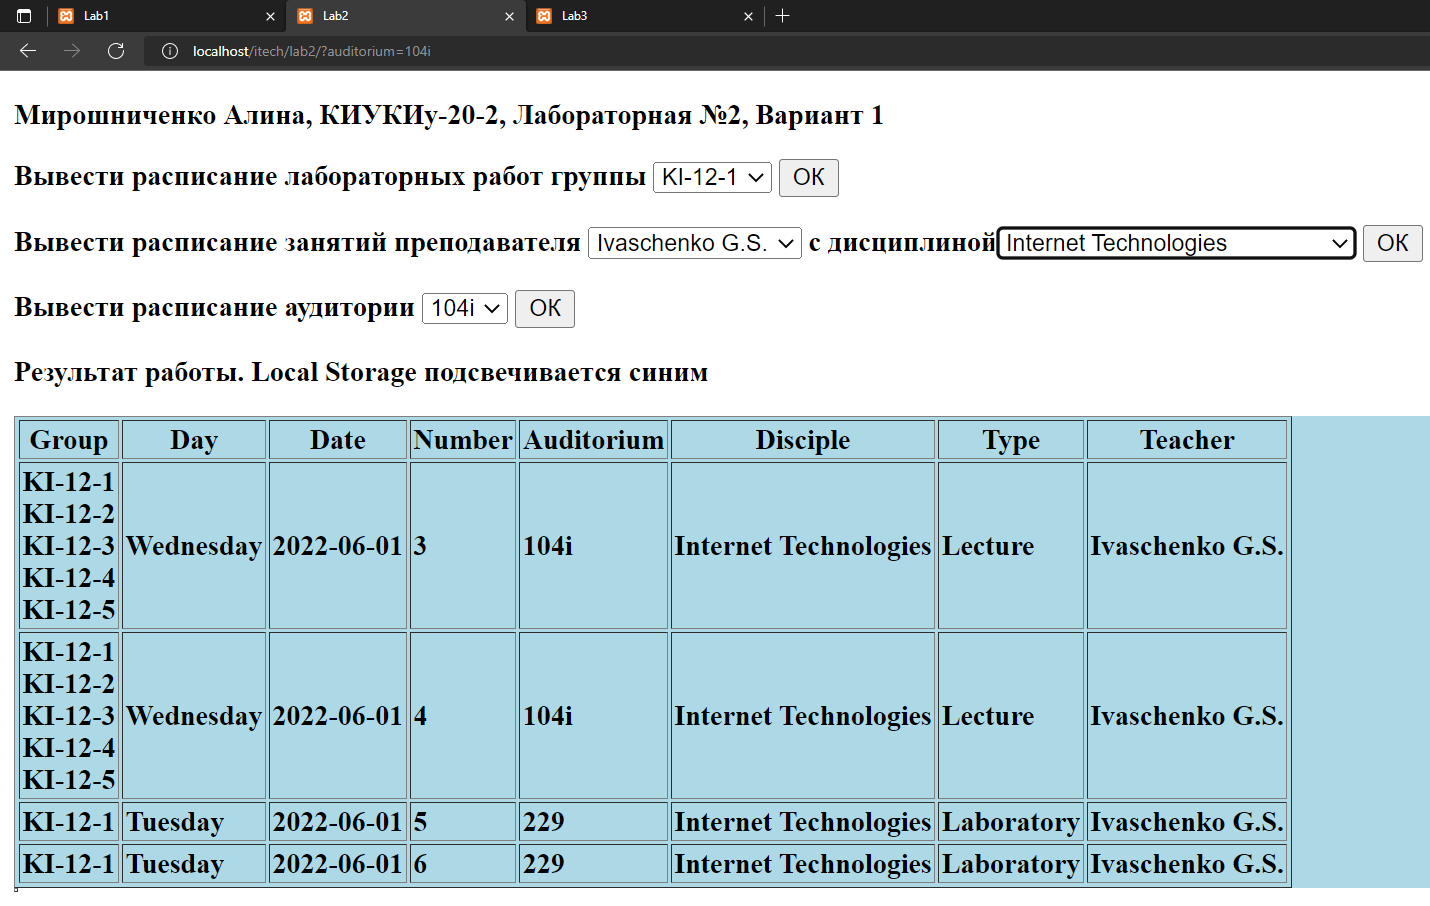 Lab1
Lab2
Lab3
localhost/itech/lab2/?auditorium=104i
Мирошниченко Алина, КИУКИу-20-2, Лабораторная №2, Вариант 1
Вывести расписание лабораторных работ группы KI-12-1 ОК
Вывести расписание занятий преподавателя Ivaschenko G.S. с дисциплиной Internet Technologies ОК
Вывести расписание аудитории 104i ОК
Результат работы. Local Storage подсвечивается синим
Group Day Date Number Auditorium Disciple Type Teacher
KI-12-1
KI-12-2
KI-12-3 Wednesday 2022-06-01 3 104i Internet Technologies Lecture Ivaschenko G.S.
KI-12-4
KI-12-5
KI-12-1
KI-12-2
KI-12-3 Wednesday 2022-06-01 4 104i Internet Technologies Lecture Ivaschenko G.S.
KI-12-4
KI-12-5
KI-12-1 Tuesday 2022-06-01 5 229 Internet Technologies Laboratory Ivaschenko G.S.
KI-12-1 Tuesday 2022-06-01 6 229 Internet Technologies Laboratory Ivaschenko G.S.